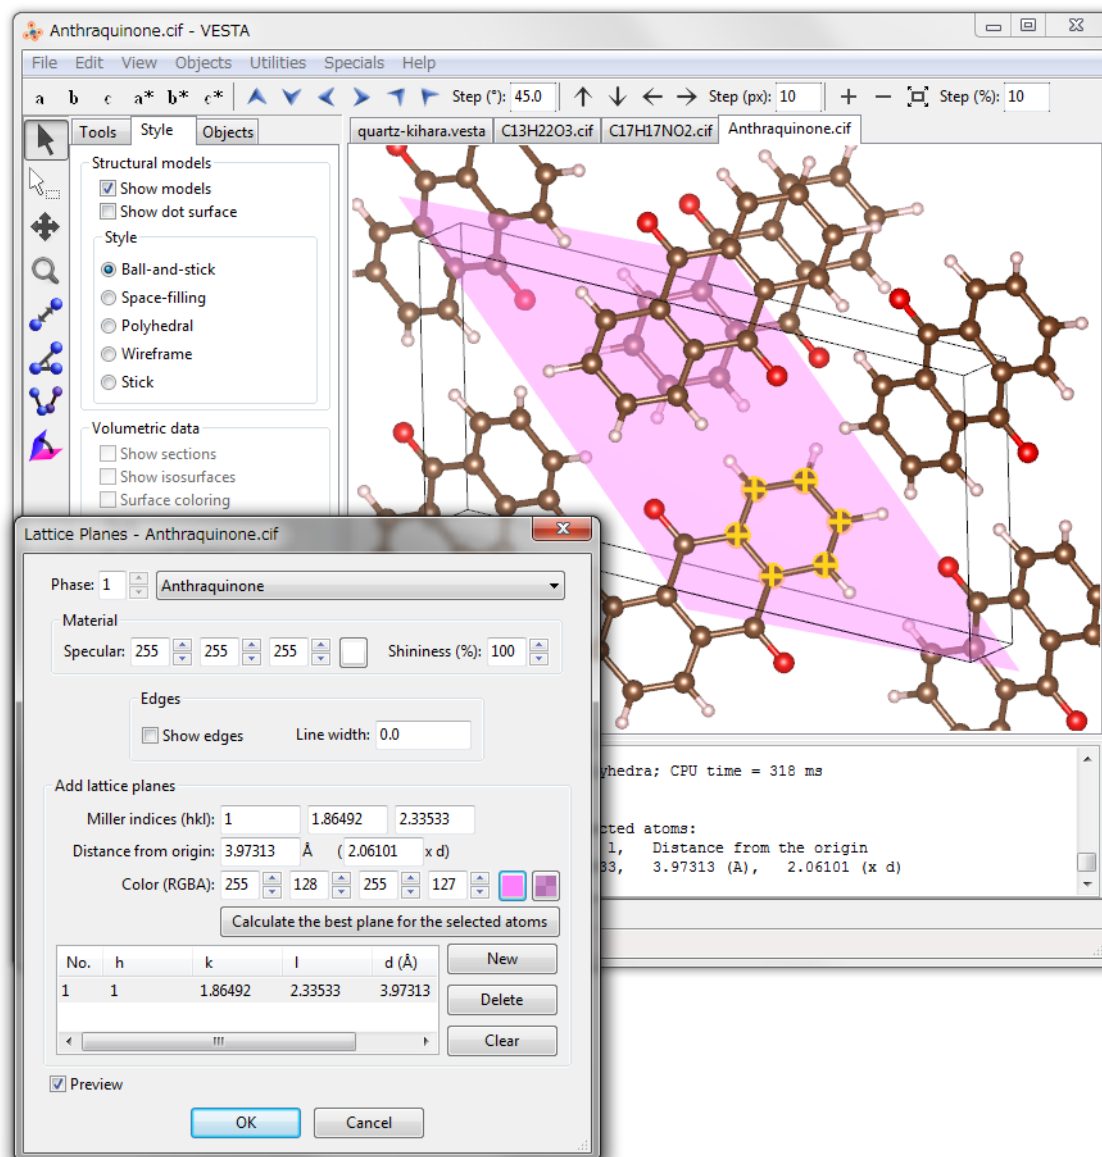 Anthraquinone.cif - VESTA
File Edit View Objects Utilities Specials Help
a b c a* b* c* Step (°): 45.0 Step (px): 10 Step (%): 10
Tools Style Objects
quartz-kihara.vesta C13H22O3.cif C17H17NO2.cif Anthraquinone.cif
Structural models
Show models
Show dot surface
Style
Ball-and-stick
Space-filling
Polyhedral
Wireframe
Stick
Volumetric data
Show sections
Show isosurfaces
Surface coloring
Lattice Planes - Anthraquinone.cif
Phase: 1 Anthraquinone
Material
Specular: 255 255 255 Shininess (%): 100
Edges
Show edges Line width: 0.0
Add lattice planes
Miller indices (hkl): 1 1.86492 2.33533
Distance from origin: 3.97313 Å ( 2.06101 x d)
Color (RGBA): 255 128 255 127
Calculate the best plane for the selected atoms
No. h k l d (Å)
1 1 1.86492 2.33533 3.97313
New
Delete
Clear
Preview
OK Cancel
yhedra; CPU time = 318 ms
cted atoms:
l, Distance from the origin
33, 3.97313 (Å), 2.06101 (x d)